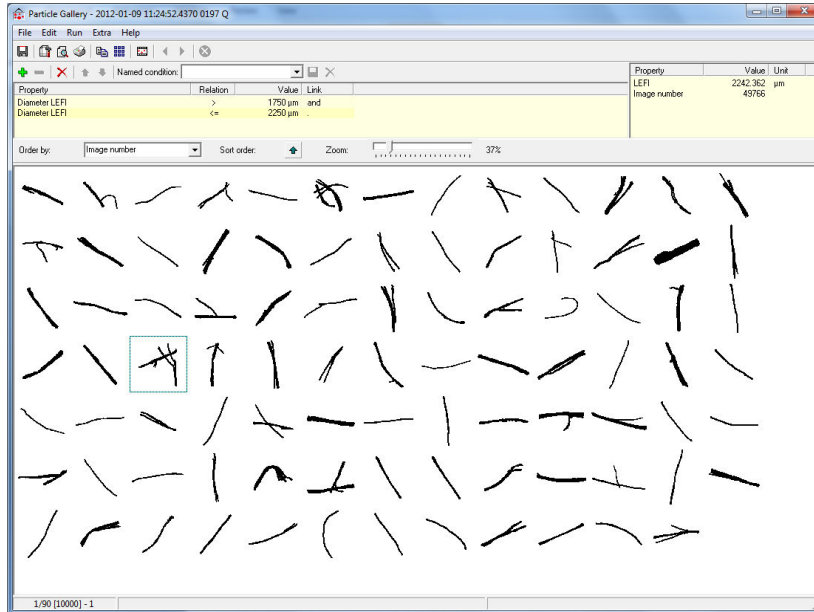 Particle Gallery - 2012-01-09 11:24:52.4370 0197 Q
File Edit Run Extra Help
Named condition:
Property Relation Value Link
Diameter LEFI > 1750 µm and
Diameter LEFI <= 2250 µm .
Property Value Unit
LEFI 2242.362 µm
Image number 49766
Order by: Image number Sort order: Zoom: 37%
1/90 [10000] - 1